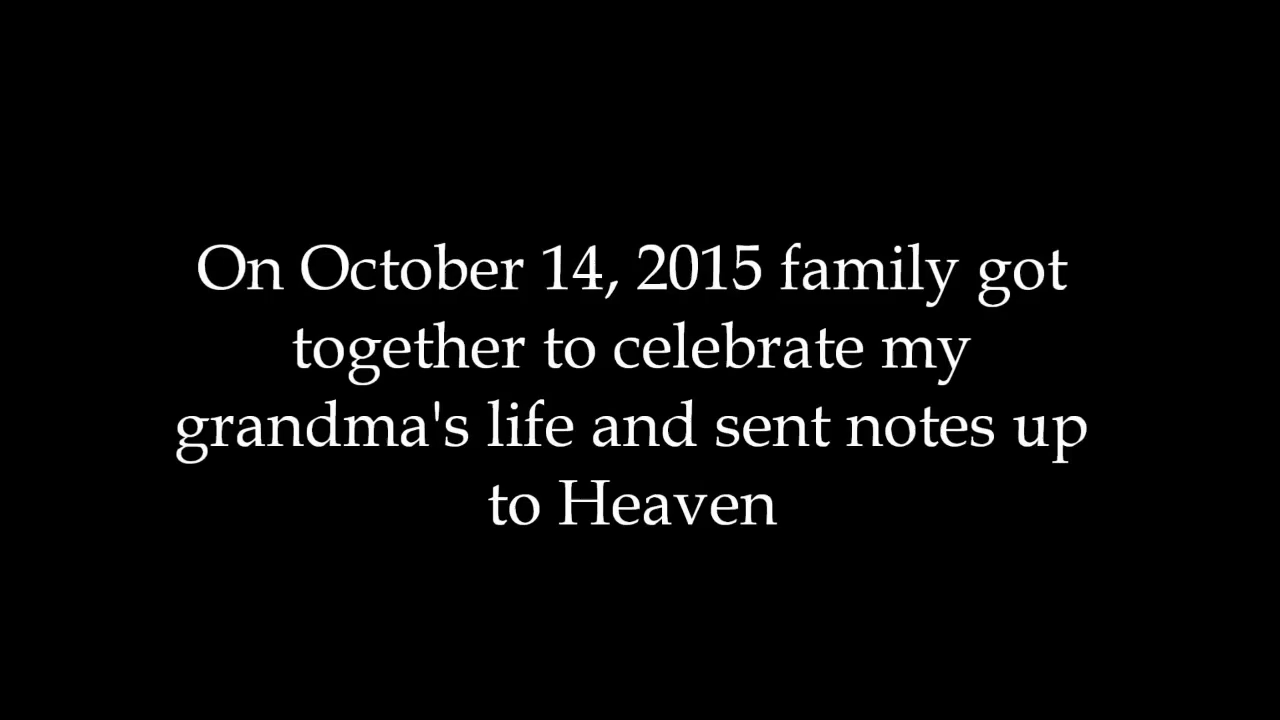 On October 14, 2015 family got
together to celebrate my
grandma's life and sent notes up
to Heaven